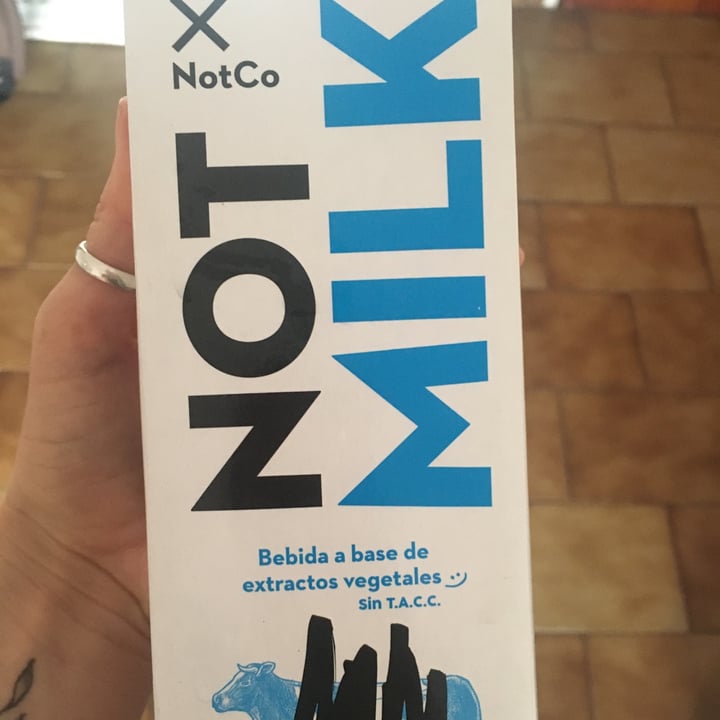 NotCo
NOT
MILK
Bebida a base de
extractos vegetales
Sin T.A.C.C.